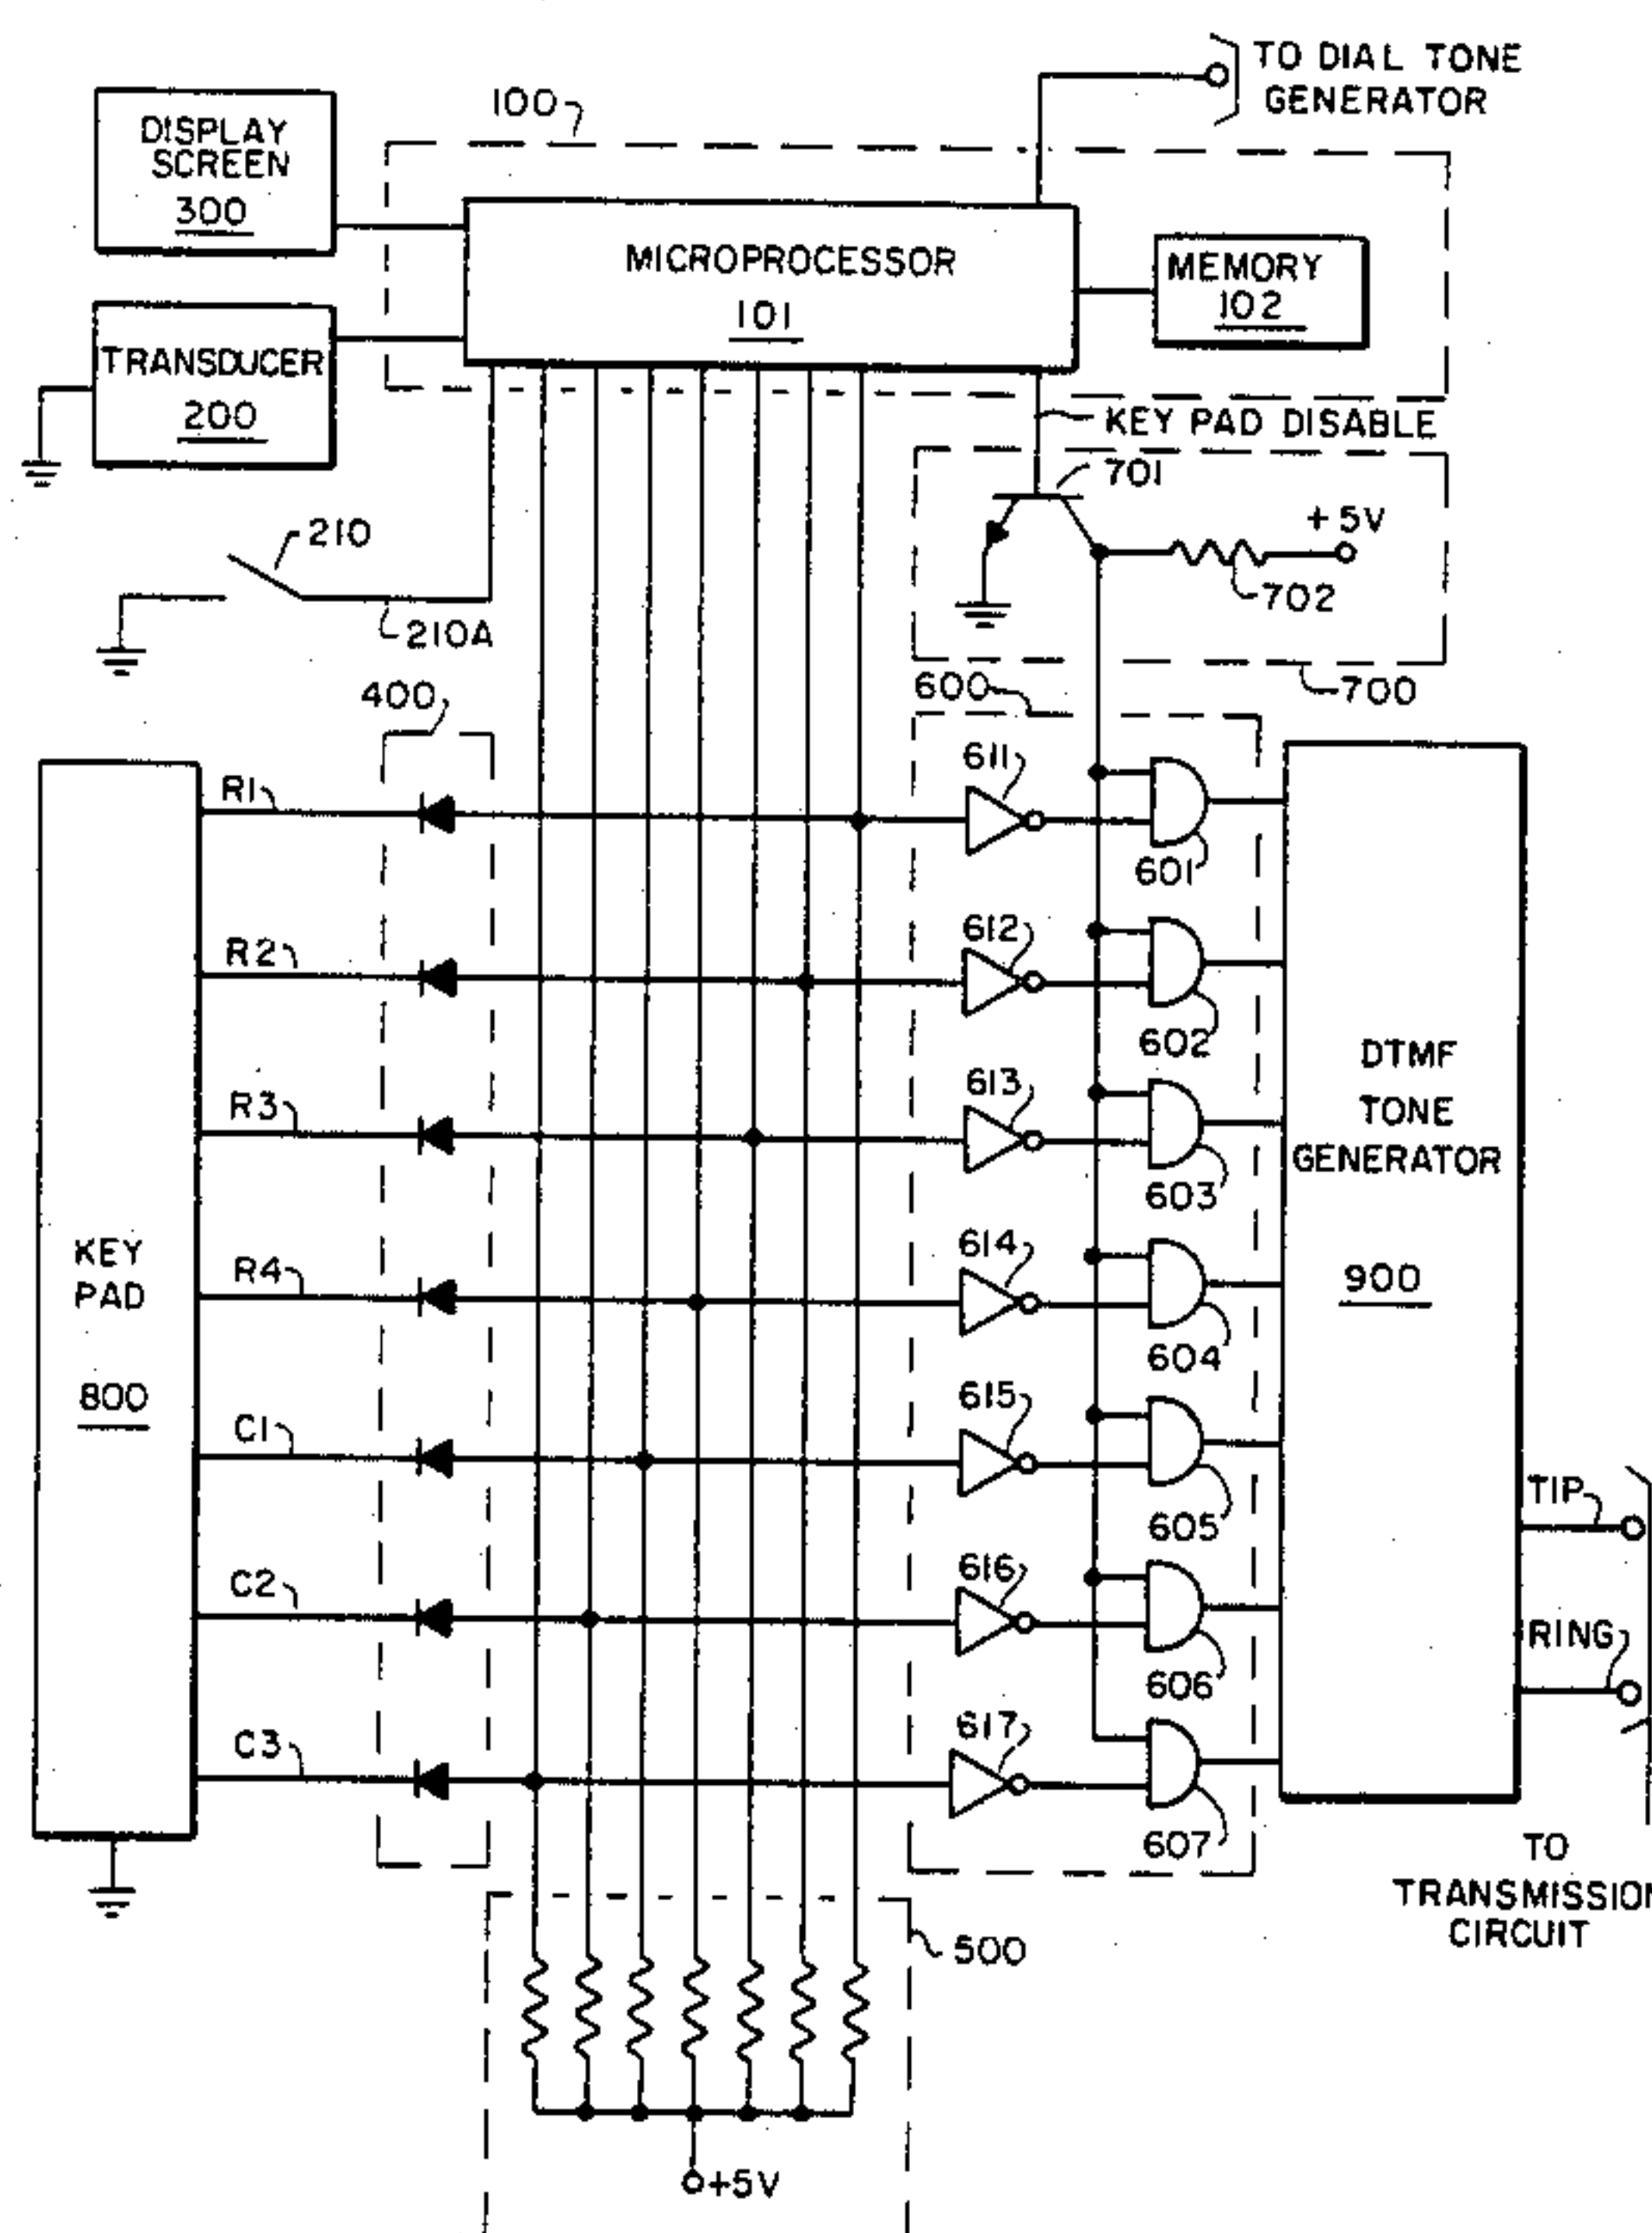 TO DIAL TONE
GENERATOR
100
DISPLAY
SCREEN
300
MICROPROCESSOR
101
MEMORY
102
TRANSDUCER
200
KEY PAD DISABLE
701
+5V
702
210
210A
700
400
600
611
R1
601
612
R2
602
613
R3
603
DTMF
TONE
GENERATOR
900
KEY
PAD
800
614
R4
604
615
C1
605
TIP
616
C2
606
RING
617
C3
607
TO
TRANSMISSION
CIRCUIT
500
+5V